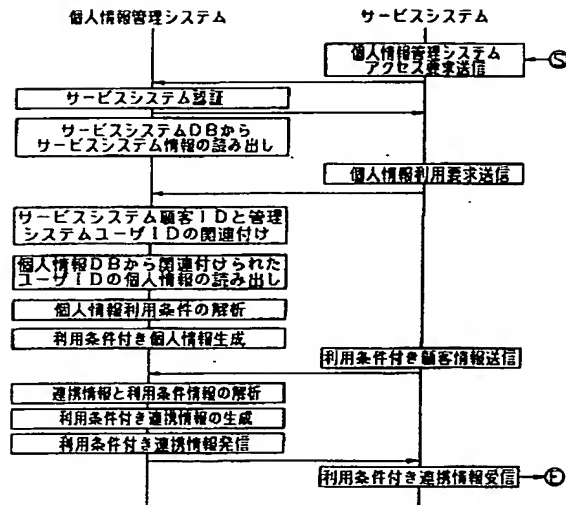 個人情報管理システム
サービスシステム
個人情報管理システム
アクセス要求送信
S
サービスシステム認証
サービスシステムDBから
サービスシステム情報の読み出し
個人情報利用要求送信
サービスシステム顧客IDと管理
システムユーザIDの関連付け
個人情報DBから関連付けられた
ユーザIDの個人情報の読み出し
個人情報利用条件の解析
利用条件付き個人情報生成
利用条件付き顧客情報送信
連携情報と利用条件情報の解析
利用条件付き連携情報の生成
利用条件付き連携情報発信
利用条件付き連携情報受信
E